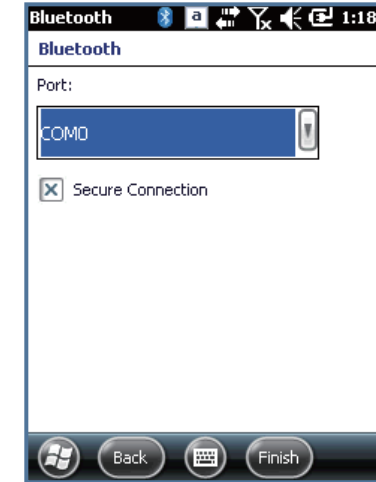 Bluetooth a 1:18
Bluetooth
Port:
COM0
Secure Connection
Back Finish